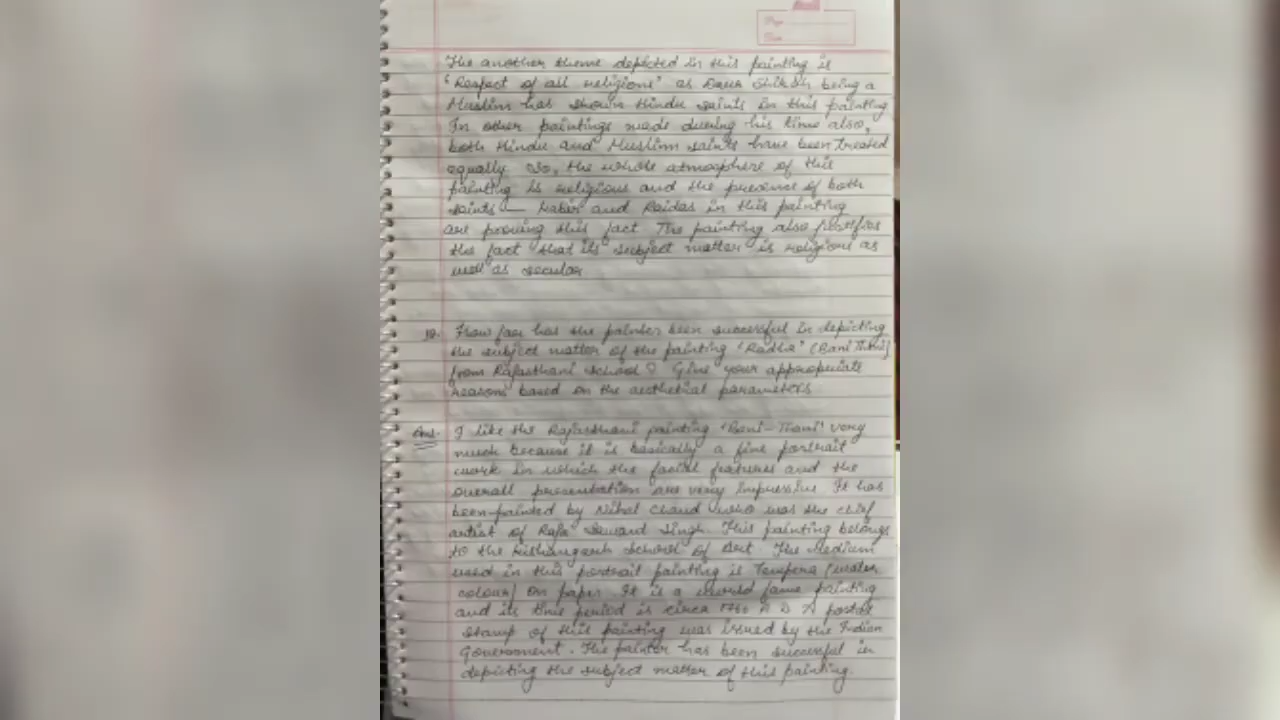 Page
Date
The another theme depicted in this painting is
"Respect of all religions" as Dara Shikoh being a
Muslim has shown Hindu saints in this painting
In other paintings made during his time also,
both Hindu and Muslim saints have been treated
equally. So, the whole atmosphere of this
painting is religious and the presence of both
saints — Kabir and Raidas in this painting
are proving this fact. The painting also justifies
the fact that its subject matter is religious as
well as secular
How far has the painter been successful in depicting
the subject matter of the painting "Radha" (Bani Thani)
from Rajasthani School? Give your appropriate
reasons based on the aesthetical parameters
Ans. I like the Rajasthani painting 'Bani-Thani' very
much because it is basically a fine portrait
work in which the facial features and the
overall presentation are very impressive. It has
been painted by Nihal Chand who was the chief
artist of Raja Sawant Singh. This painting belongs
to the Kishangarh School of Art. The Medium
used in this portrait painting is Tempera (water
colour) on paper. It is a world fame painting
and its time period is circa 1760 A D A postal
stamp of this painting was issued by the Indian
Government. The painter has been successful in
depicting the subject matter of this painting.